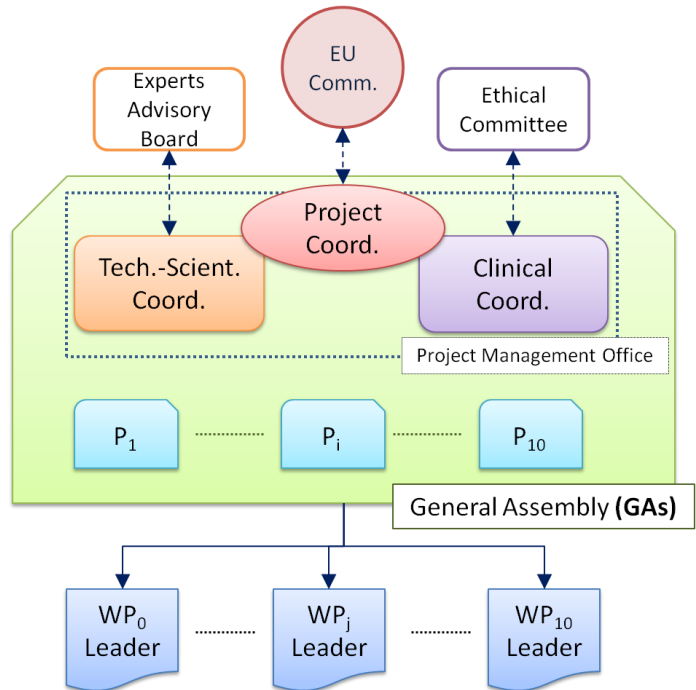 EU
Comm.
Experts
Advisory
Board
Ethical
Committee
Project
Coord.
Tech.-Scient.
Coord.
Clinical
Coord.
Project Management Office
P₁
Pᵢ
P₁₀
General Assembly (GAs)
WP₀
Leader
WPⱼ
Leader
WP₁₀
Leader